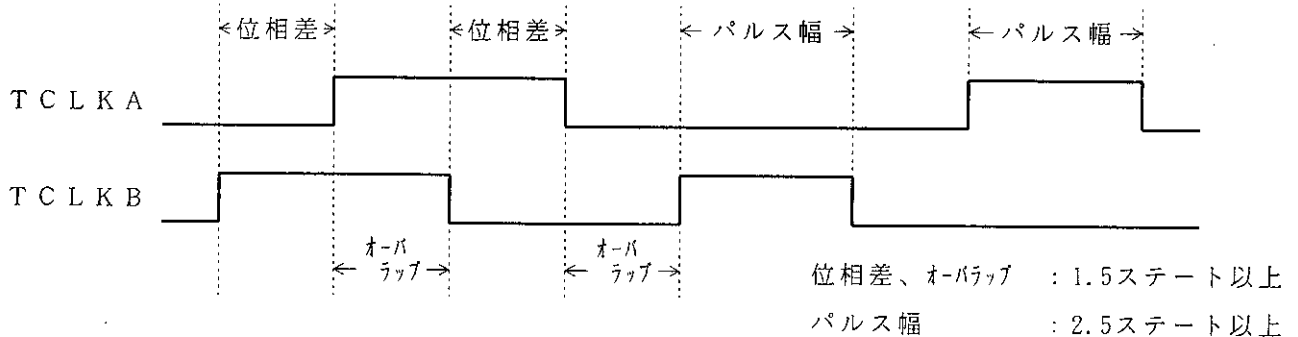 位相差 位相差 パルス幅 パルス幅
TCLKA
TCLKB
オーバラップ オーバラップ
位相差、オーバラップ : 1.5ステート以上
パルス幅 : 2.5ステート以上